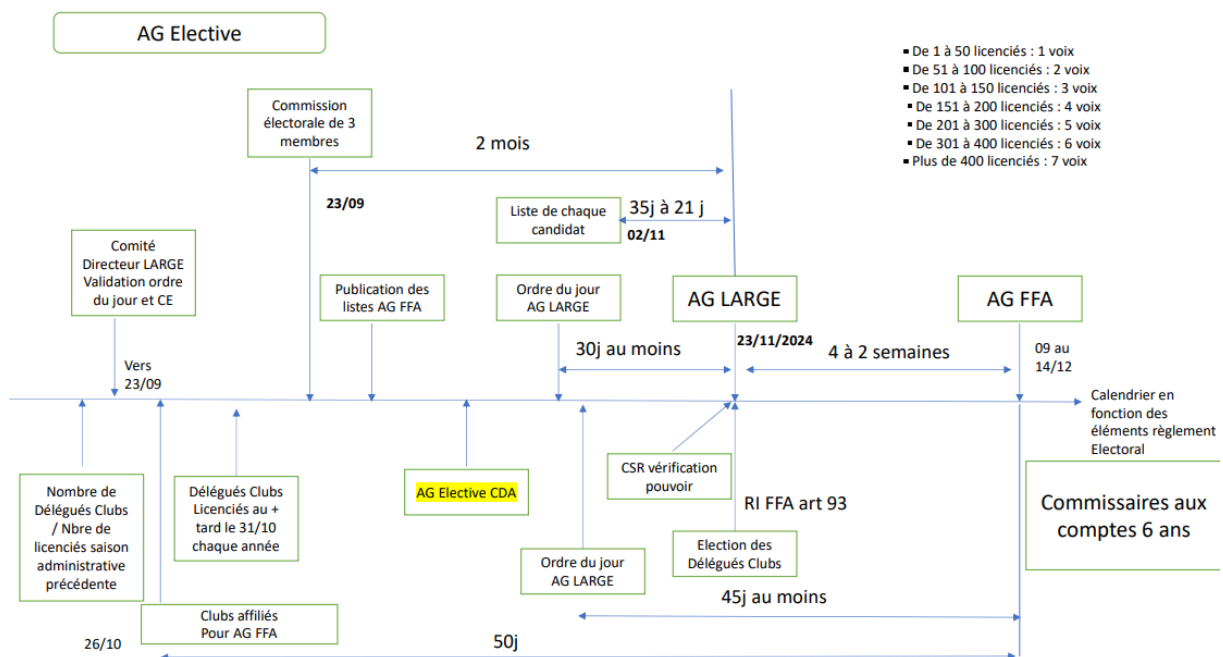 AG Elective
▪ De 1 à 50 licenciés : 1 voix
▪ De 51 à 100 licenciés : 2 voix
▪ De 101 à 150 licenciés : 3 voix
▪ De 151 à 200 licenciés : 4 voix
▪ De 201 à 300 licenciés : 5 voix
▪ De 301 à 400 licenciés : 6 voix
▪ Plus de 400 licenciés : 7 voix
Commission
électorale de 3
membres
2 mois
23/09
Liste de chaque
candidat
35j à 21 j
02/11
Comité
Directeur LARGE
Validation ordre
du jour et CE
Publication des
listes AG FFA
Ordre du jour
AG LARGE
AG LARGE
AG FFA
23/11/2024
30j au moins
4 à 2 semaines
09 au
14/12
Vers
23/09
Calendrier en
fonction des
éléments règlement
Electoral
Nombre de
Délégués Clubs
/ Nbre de
licenciés saison
administrative
précédente
Délégués Clubs
Licenciés au +
tard le 31/10
chaque année
AG Elective CDA
CSR vérification
pouvoir
RI FFA art 93
Commissaires aux
comptes 6 ans
Ordre du jour
AG LARGE
Election des
Délégués Clubs
45j au moins
Clubs affiliés
Pour AG FFA
26/10
50j